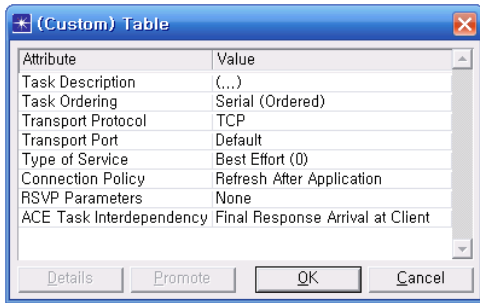 (Custom) Table
Attribute Value
Task Description (...)
Task Ordering Serial (Ordered)
Transport Protocol TCP
Transport Port Default
Type of Service Best Effort (0)
Connection Policy Refresh After Application
RSVP Parameters None
ACE Task Interdependency Final Response Arrival at Client
Details Promote OK Cancel